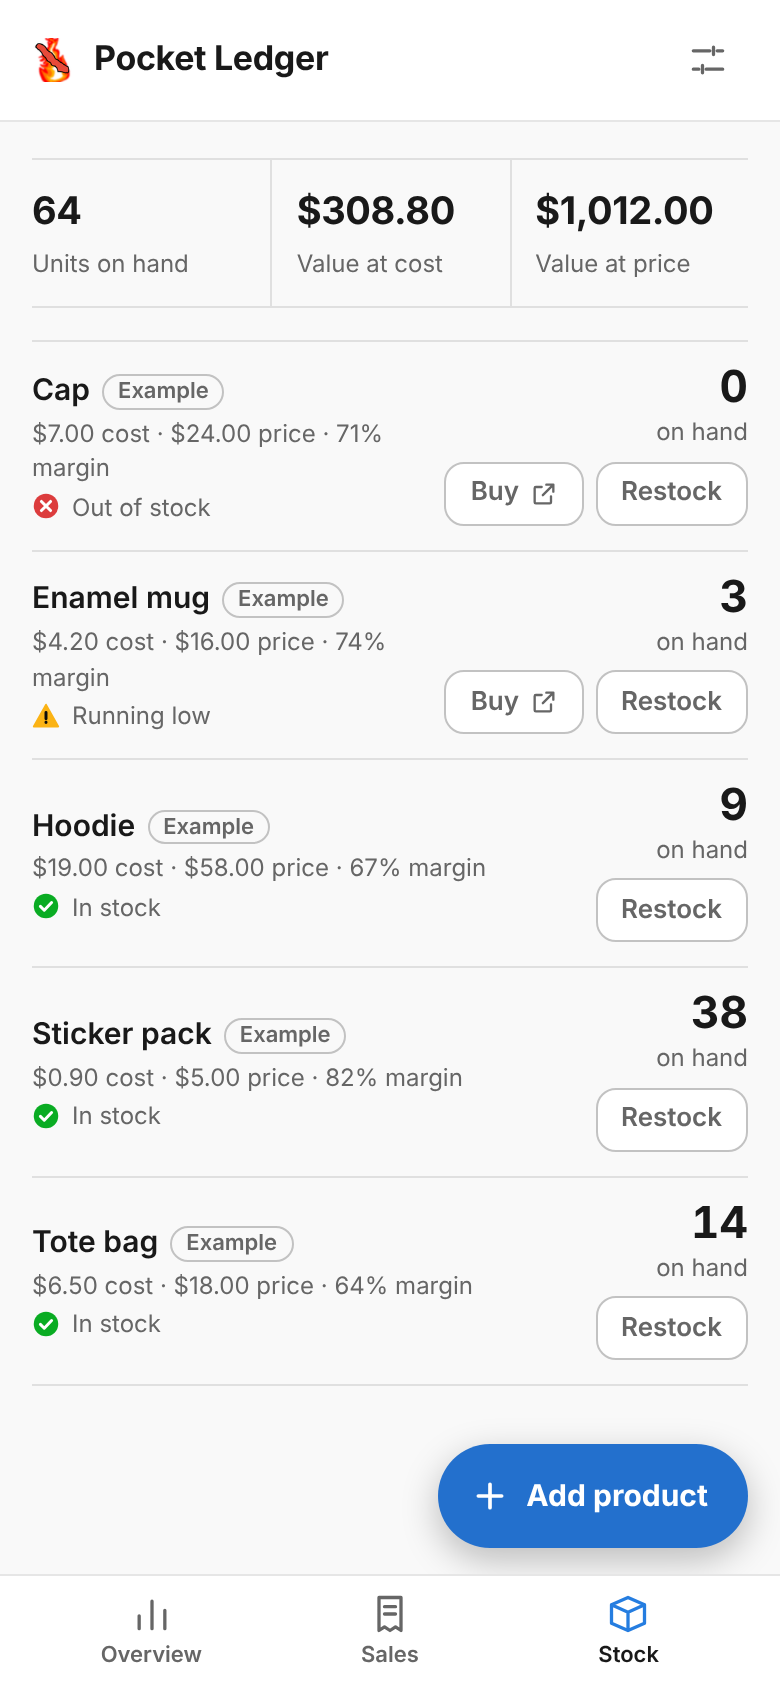 Pocket Ledger
64
Units on hand
$308.80
Value at cost
$1,012.00
Value at price
Cap Example
$7.00 cost · $24.00 price · 71%
margin
Out of stock
0
on hand
Buy
Restock
Enamel mug Example
$4.20 cost · $16.00 price · 74%
margin
Running low
3
on hand
Buy
Restock
Hoodie Example
$19.00 cost · $58.00 price · 67% margin
In stock
9
on hand
Restock
Sticker pack Example
$0.90 cost · $5.00 price · 82% margin
In stock
38
on hand
Restock
Tote bag Example
$6.50 cost · $18.00 price · 64% margin
In stock
14
on hand
Restock
Add product
Overview
Sales
Stock